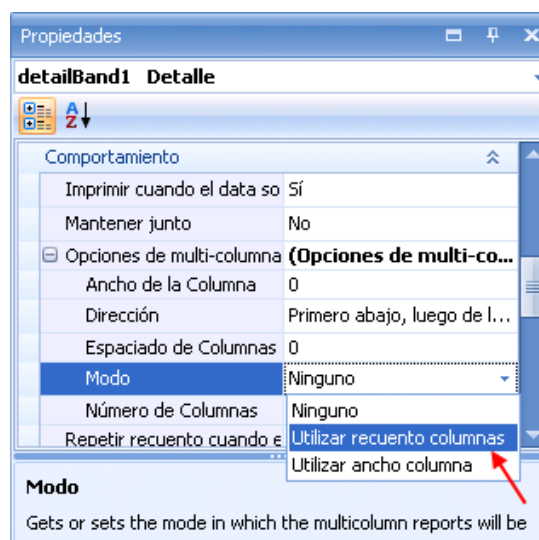 Propiedades
detailBand1 Detalle
Comportamiento
Imprimir cuando el data so Sí
Mantener junto No
Opciones de multi-columna (Opciones de multi-co...
Ancho de la Columna 0
Dirección Primero abajo, luego de l...
Espaciado de Columnas 0
Modo Ninguno
Número de Columnas Ninguno
Repetir recuento cuando e Utilizar recuento columnas
Utilizar ancho columna
Modo
Gets or sets the mode in which the multicolumn reports will be